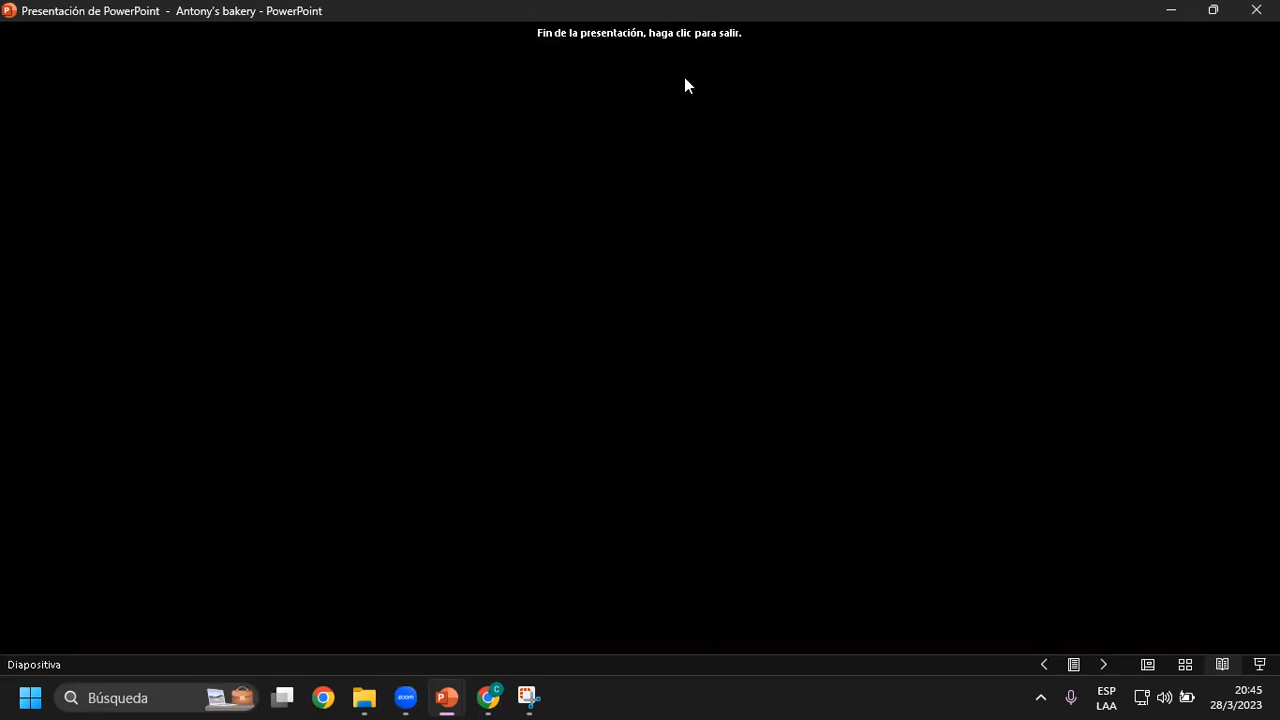 Presentación de PowerPoint - Antony's bakery - PowerPoint
Fin de la presentación, haga clic para salir.
Diapositiva
Búsqueda
zoom
C
ESP
LAA
20:45
28/3/2023